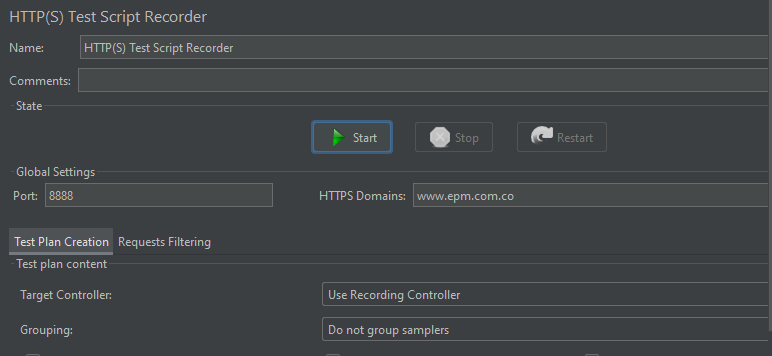 HTTP(S) Test Script Recorder
Name: HTTP(S) Test Script Recorder
Comments:
State
Start Stop Restart
Global Settings
Port: 8888 HTTPS Domains: www.epm.com.co
Test Plan Creation Requests Filtering
Test plan content
Target Controller: Use Recording Controller
Grouping: Do not group samplers